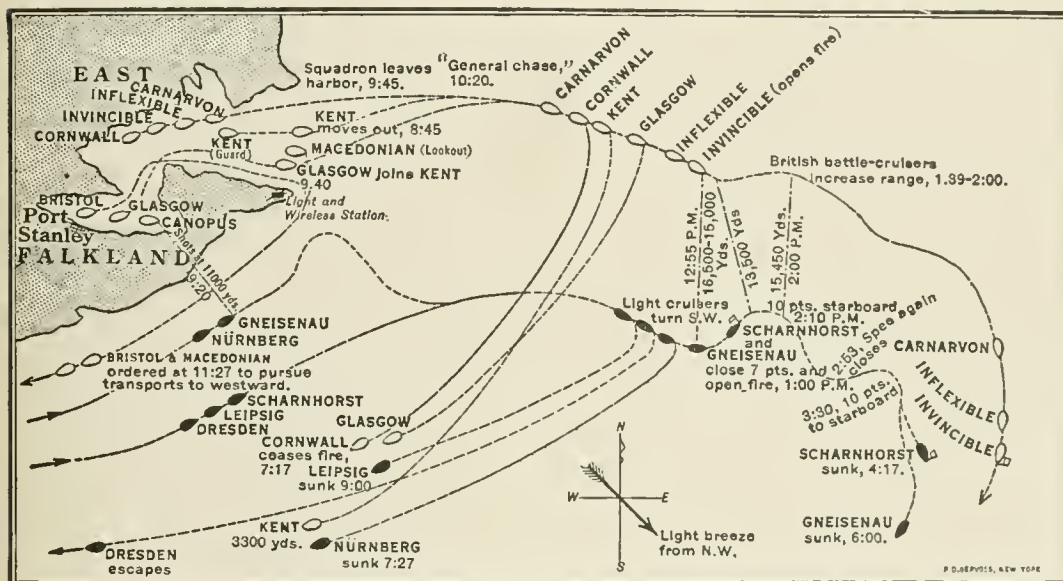 EAST
CARNARVON
INFLEXIBLE
INVINCIBLE
CORNWALL
Squadron leaves
harbor, 9:45.
"General chase,"
10:20.
KENT
moves out, 8:45
KENT
(Guard)
MACEDONIAN (Lookout)
GLASGOW joins KENT
9.40
BRISTOL
GLASGOW
CANOPUS
Port
Stanley
FALKLAND
Light and
Wireless Station.
Shots at 11000 yds.
9:20
CARNARVON
CORNWALL
KENT
GLASGOW
INFLEXIBLE
INVINCIBLE (opens fire)
British battle-cruisers
increase range, 1.39-2:00.
12:55 P.M.
16,500-15,000
Yds.
13,500 Yds
15,450 Yds.
2:00 P.M.
GNEISENAU
NÜRNBERG
Light cruisers
turn S.W.
10 pts. starboard,
2:10 P.M.
SCHARNHORST
and
GNEISENAU
close 7 pts. and
open fire, 1:00 P.M.
2:53, Spee again
closes
3:30, 10 pts.
to starboard
CARNARVON
INFLEXIBLE
INVINCIBLE
BRISTOL & MACEDONIAN
ordered at 11:27 to pursue
transports to westward.
SCHARNHORST
LEIPSIG
DRESDEN
GLASGOW
CORNWALL
ceases fire,
7:17
LEIPSIG
sunk 9:00
SCHARNHORST
sunk, 4:17.
GNEISENAU
sunk, 6:00.
KENT
3300 yds.
NÜRNBERG
sunk 7:27
DRESDEN
escapes
N
W
E
S
Light breeze
from N.W.
P.D. SERVOIS, NEW YORK